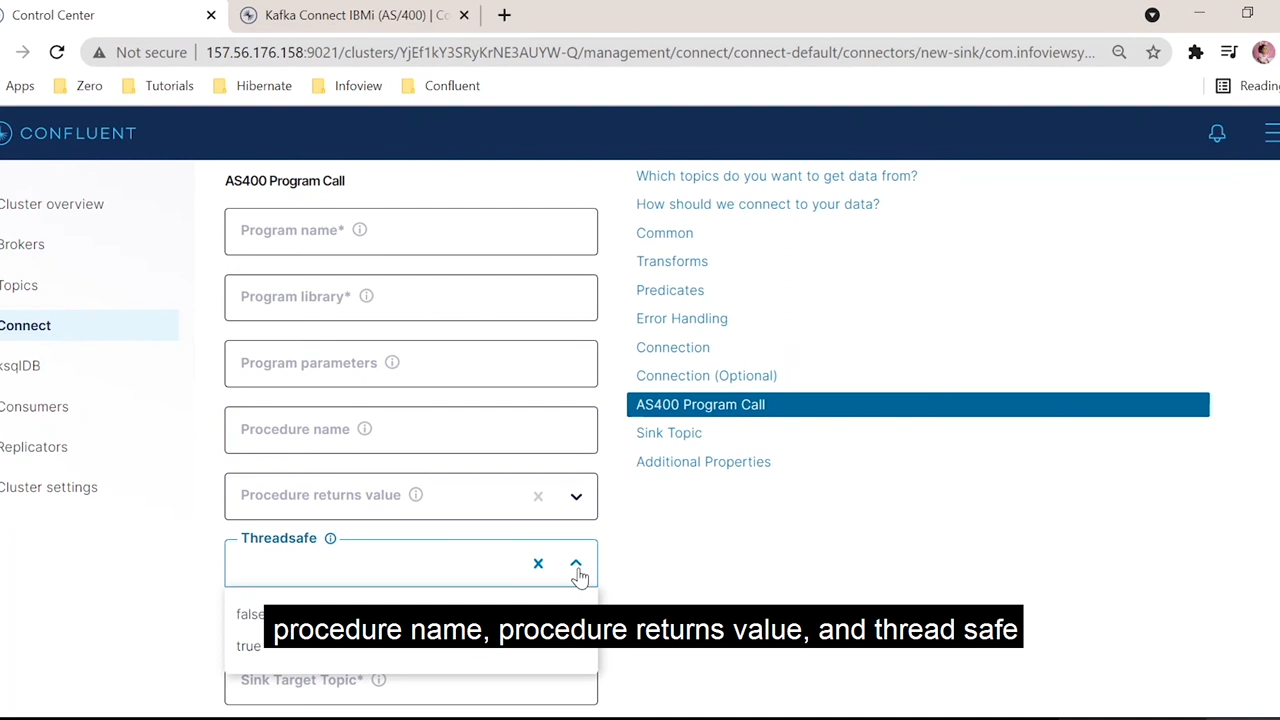 Control Center
Kafka Connect IBMi (AS/400) | Co
Not secure
157.56.176.158:9021/clusters/YjEf1kY3SRyKrNE3AUYW-Q/management/connect/connect-default/connectors/new-sink/com.infoviewsy...
Apps
Zero
Tutorials
Hibernate
Infoview
Confluent
Reading
CONFLUENT
Cluster overview
Brokers
Topics
Connect
ksqlDB
Consumers
Replicators
Cluster settings
AS400 Program Call
Program name*
Program library*
Program parameters
Procedure name
Procedure returns value
Threadsafe
false
true
Sink Target Topic*
Which topics do you want to get data from?
How should we connect to your data?
Common
Transforms
Predicates
Error Handling
Connection
Connection (Optional)
AS400 Program Call
Sink Topic
Additional Properties
procedure name, procedure returns value, and thread safe